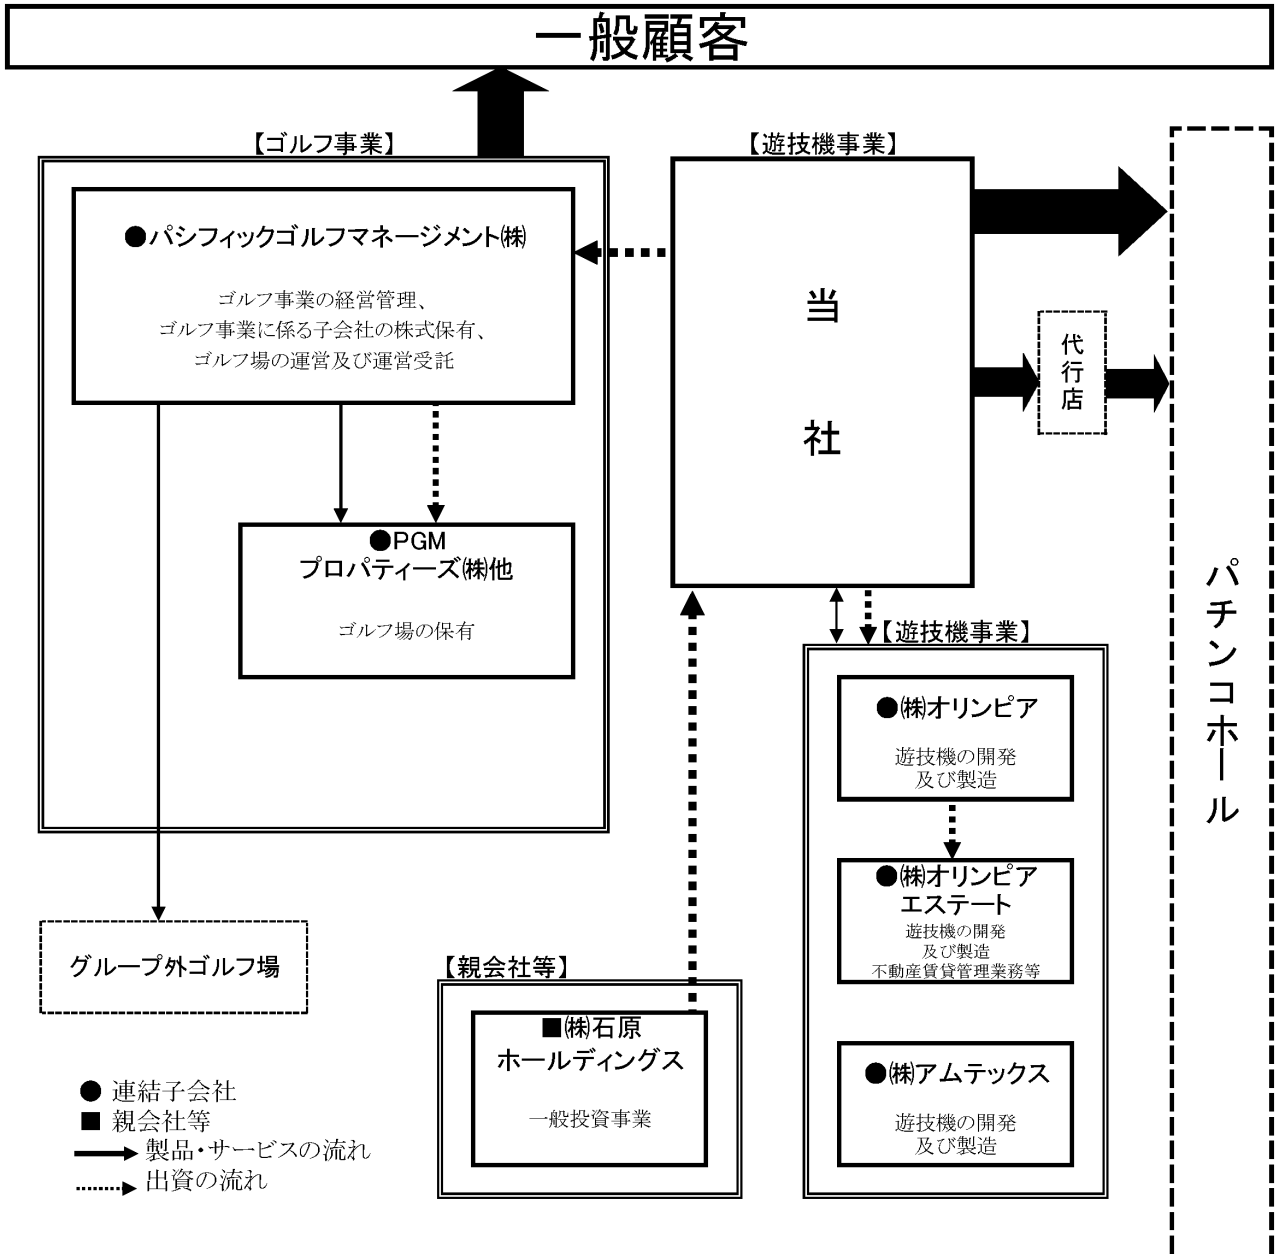 一般顧客
【ゴルフ事業】
●パシフィックゴルフマネージメント㈱
ゴルフ事業の経営管理、
ゴルフ事業に係る子会社の株式保有、
ゴルフ場の運営及び運営受託
●PGM
プロパティーズ㈱他
ゴルフ場の保有
グループ外ゴルフ場
【遊技機事業】
当
社
代
行
店
パチンコホール
【遊技機事業】
●㈱オリンピア
遊技機の開発
及び製造
●㈱オリンピア
エステート
遊技機の開発
及び製造
不動産賃貸管理業務等
●㈱アムテックス
遊技機の開発
及び製造
【親会社等】
■㈱石原
ホールディングス
一般投資事業
●連結子会社
■親会社等
製品・サービスの流れ
出資の流れ